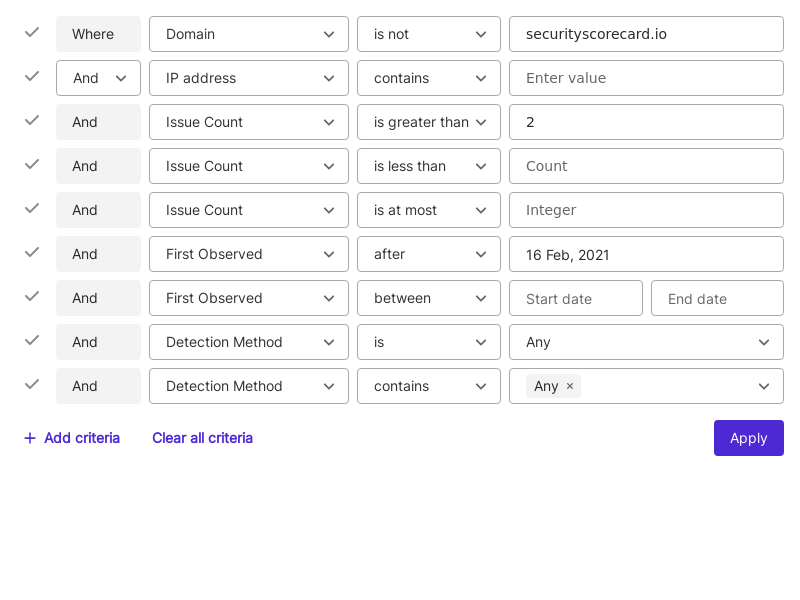 Where Domain is not securityscorecard.io
And IP address contains Enter value
And Issue Count is greater than 2
And Issue Count is less than Count
And Issue Count is at most Integer
And First Observed after 16 Feb, 2021
And First Observed between Start date End date
And Detection Method is Any
And Detection Method contains Any ×
+ Add criteria Clear all criteria Apply